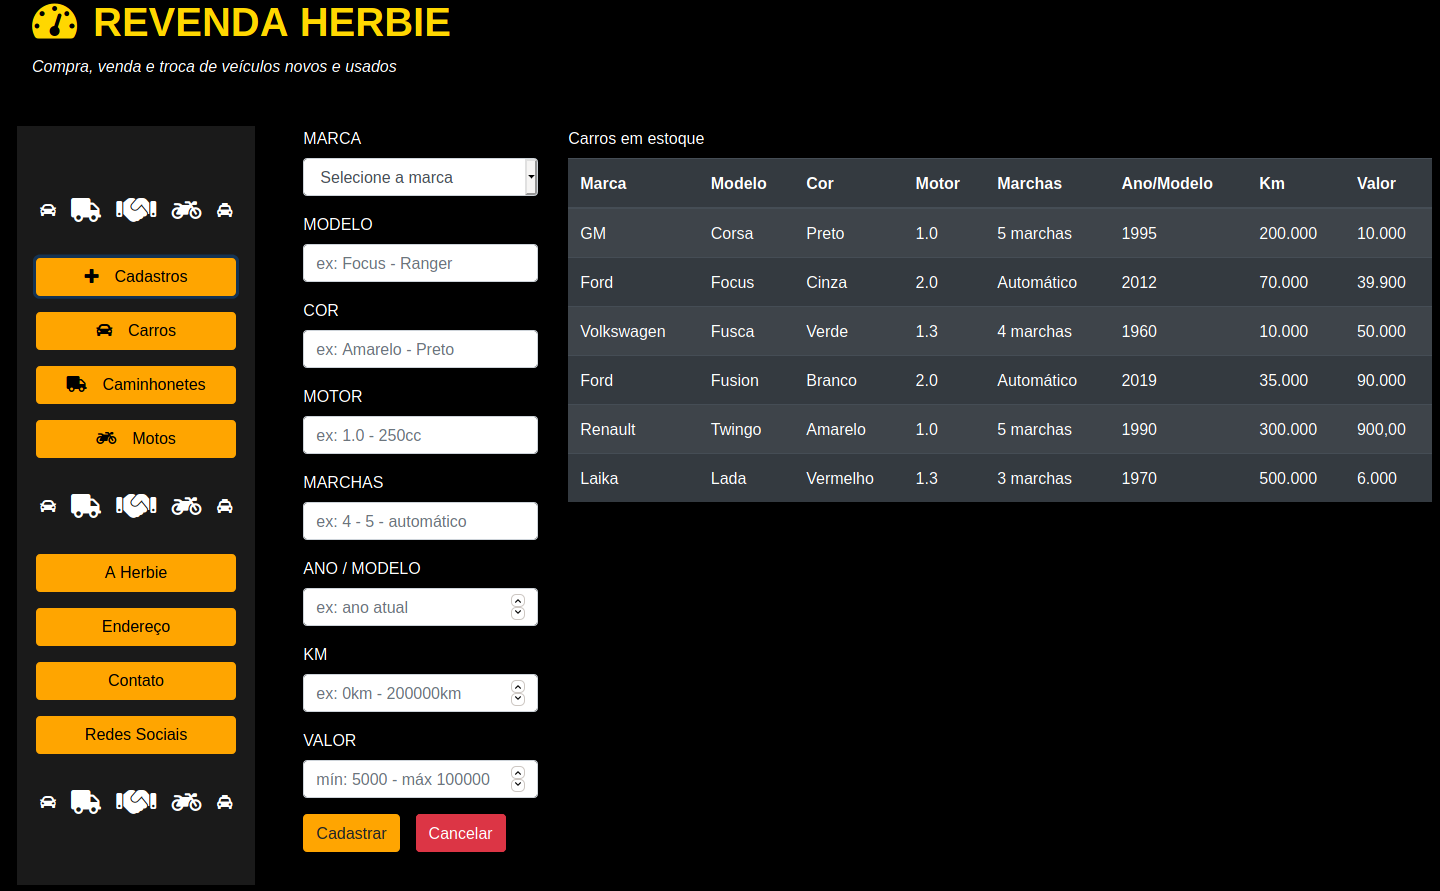 REVENDA HERBIE
Compra, venda e troca de veículos novos e usados
Cadastros
Carros
Caminhonetes
Motos
A Herbie
Endereço
Contato
Redes Sociais
MARCA
Selecione a marca
MODELO
ex: Focus - Ranger
COR
ex: Amarelo - Preto
MOTOR
ex: 1.0 - 250cc
MARCHAS
ex: 4 - 5 - automático
ANO / MODELO
ex: ano atual
KM
ex: 0km - 200000km
VALOR
mín: 5000 - máx 100000
Cadastrar Cancelar
Carros em estoque
Marca Modelo Cor Motor Marchas Ano/Modelo Km Valor
GM Corsa Preto 1.0 5 marchas 1995 200.000 10.000
Ford Focus Cinza 2.0 Automático 2012 70.000 39.900
Volkswagen Fusca Verde 1.3 4 marchas 1960 10.000 50.000
Ford Fusion Branco 2.0 Automático 2019 35.000 90.000
Renault Twingo Amarelo 1.0 5 marchas 1990 300.000 900,00
Laika Lada Vermelho 1.3 3 marchas 1970 500.000 6.000